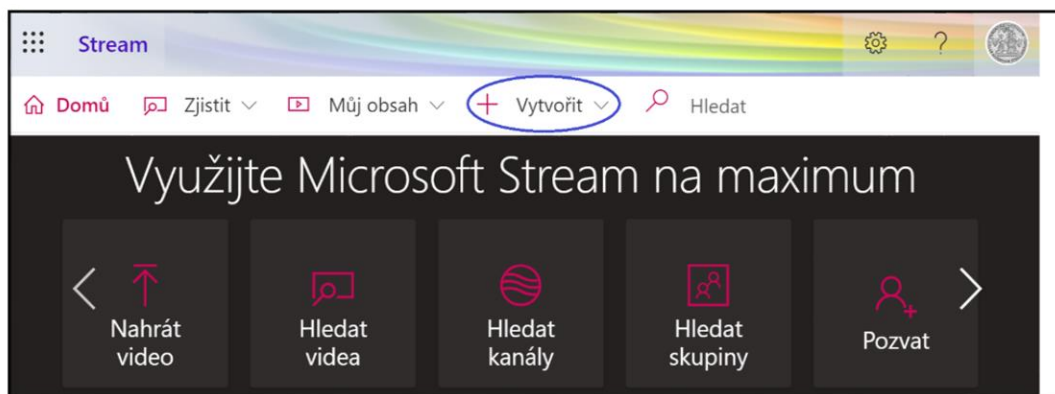 Stream
?
Domů Zjistit Můj obsah Vytvořit Hledat
Využijte Microsoft Stream na maximum
Nahrát
video
Hledat
videa
Hledat
kanály
Hledat
skupiny
Pozvat